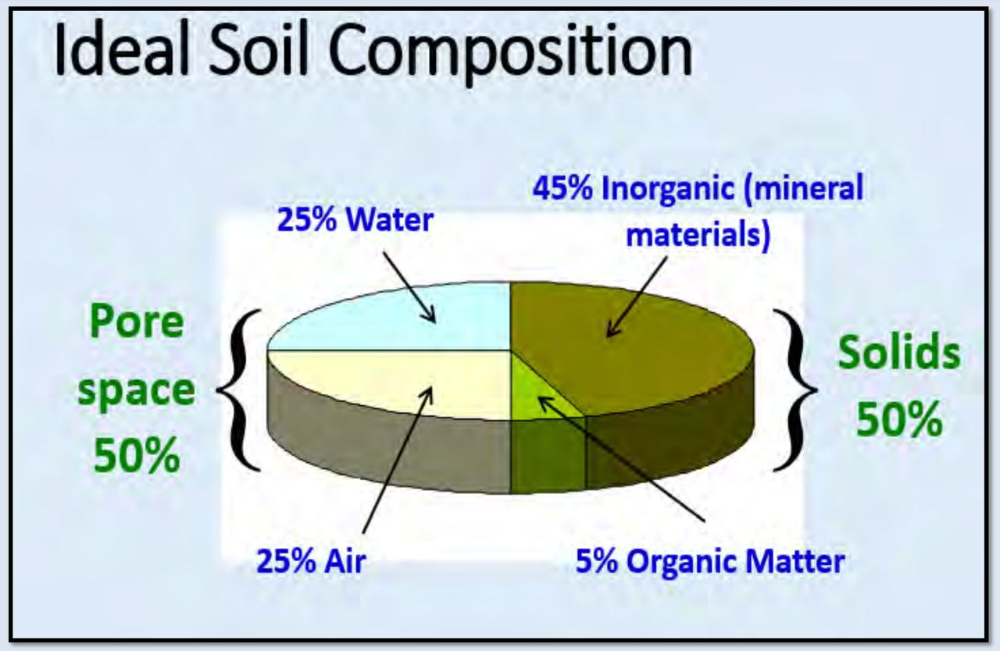 Ideal Soil Composition
45% Inorganic (mineral
materials)
25% Water
Pore
space
50%
Solids
50%
25% Air
5% Organic Matter